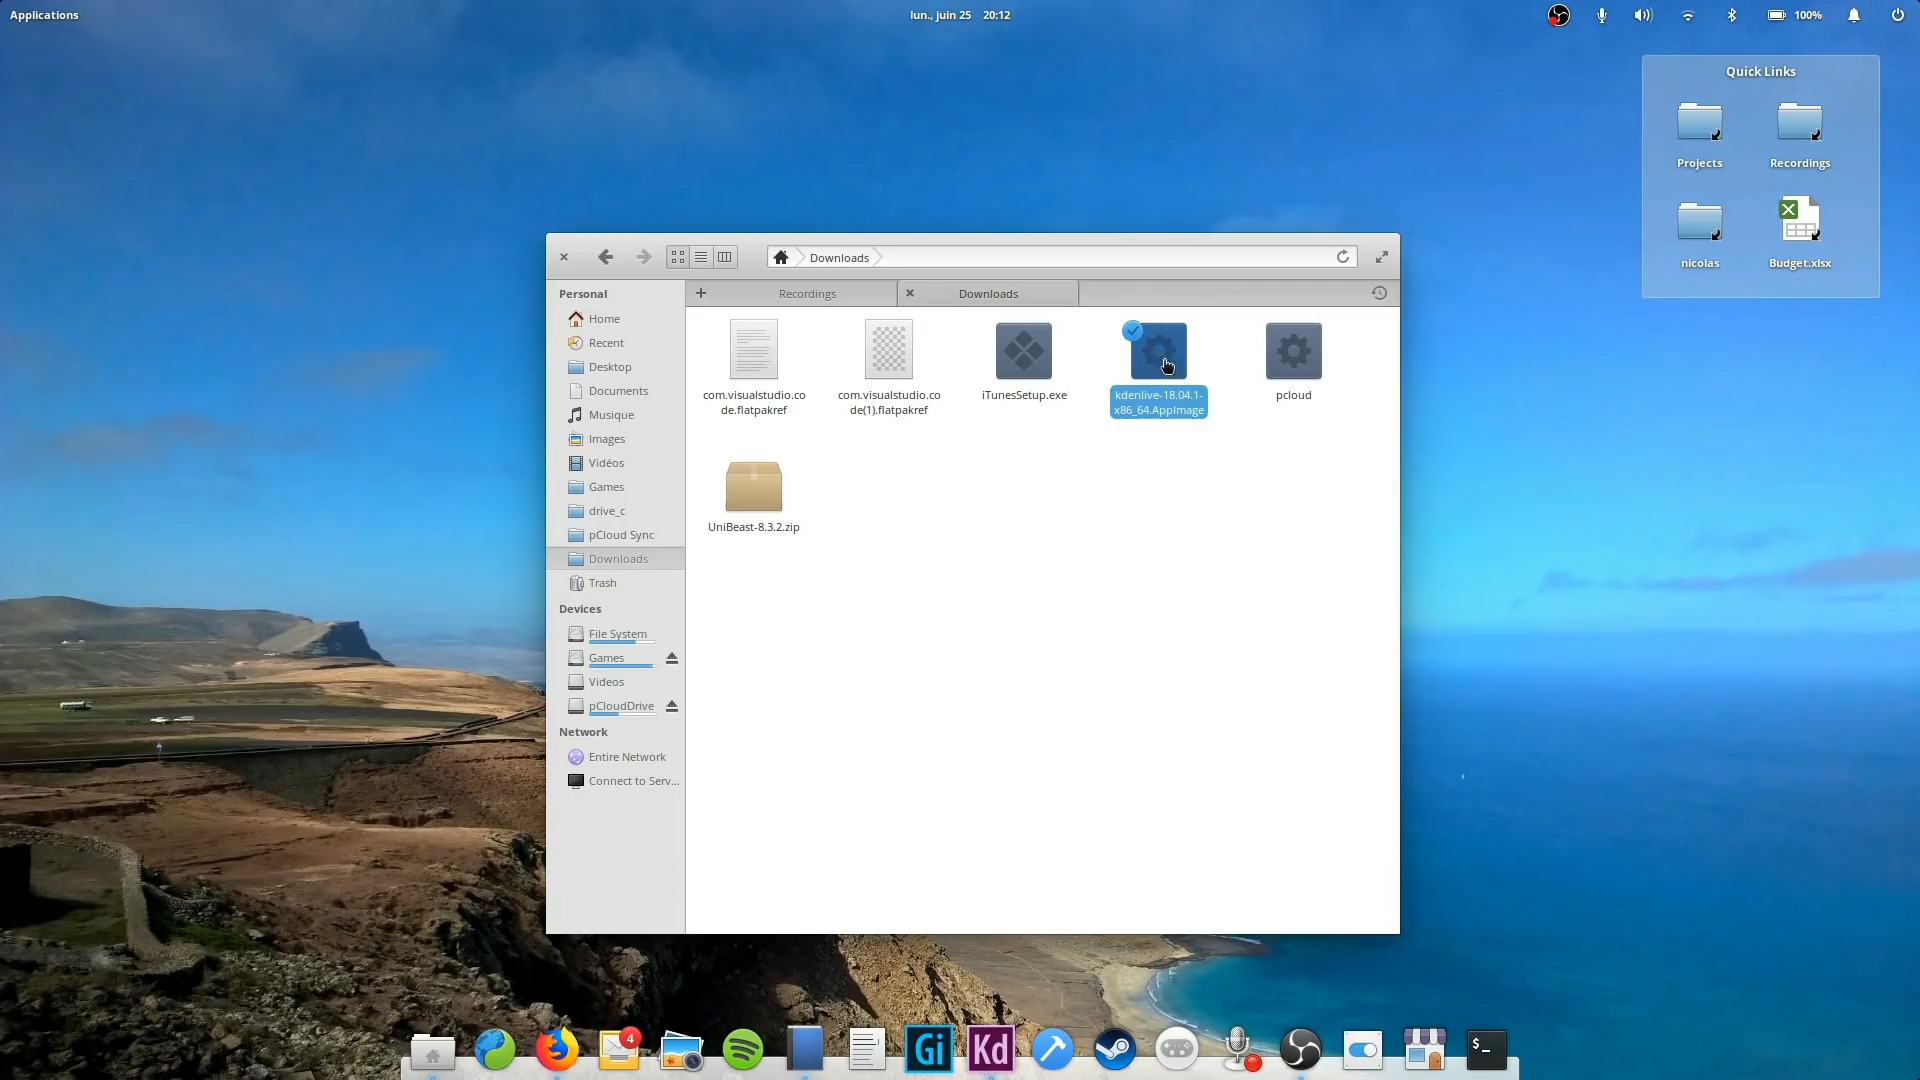 Applications
lun., juin 25 20:12
100%
Quick Links
Projects
Recordings
nicolas
Budget.xlsx
Downloads
Personal
Home
Recent
Desktop
Documents
Musique
Images
Vidéos
Games
drive_c
pCloud Sync
Downloads
Trash
Devices
File System
Games
Videos
pCloudDrive
Network
Entire Network
Connect to Serv...
Recordings
Downloads
com.visualstudio.co
de.flatpakref
com.visualstudio.co
de(1).flatpakref
iTunesSetup.exe
kdenlive-18.04.1-
x86_64.AppImage
pcloud
UniBeast-8.3.2.zip
4
Gi
Kd
$_